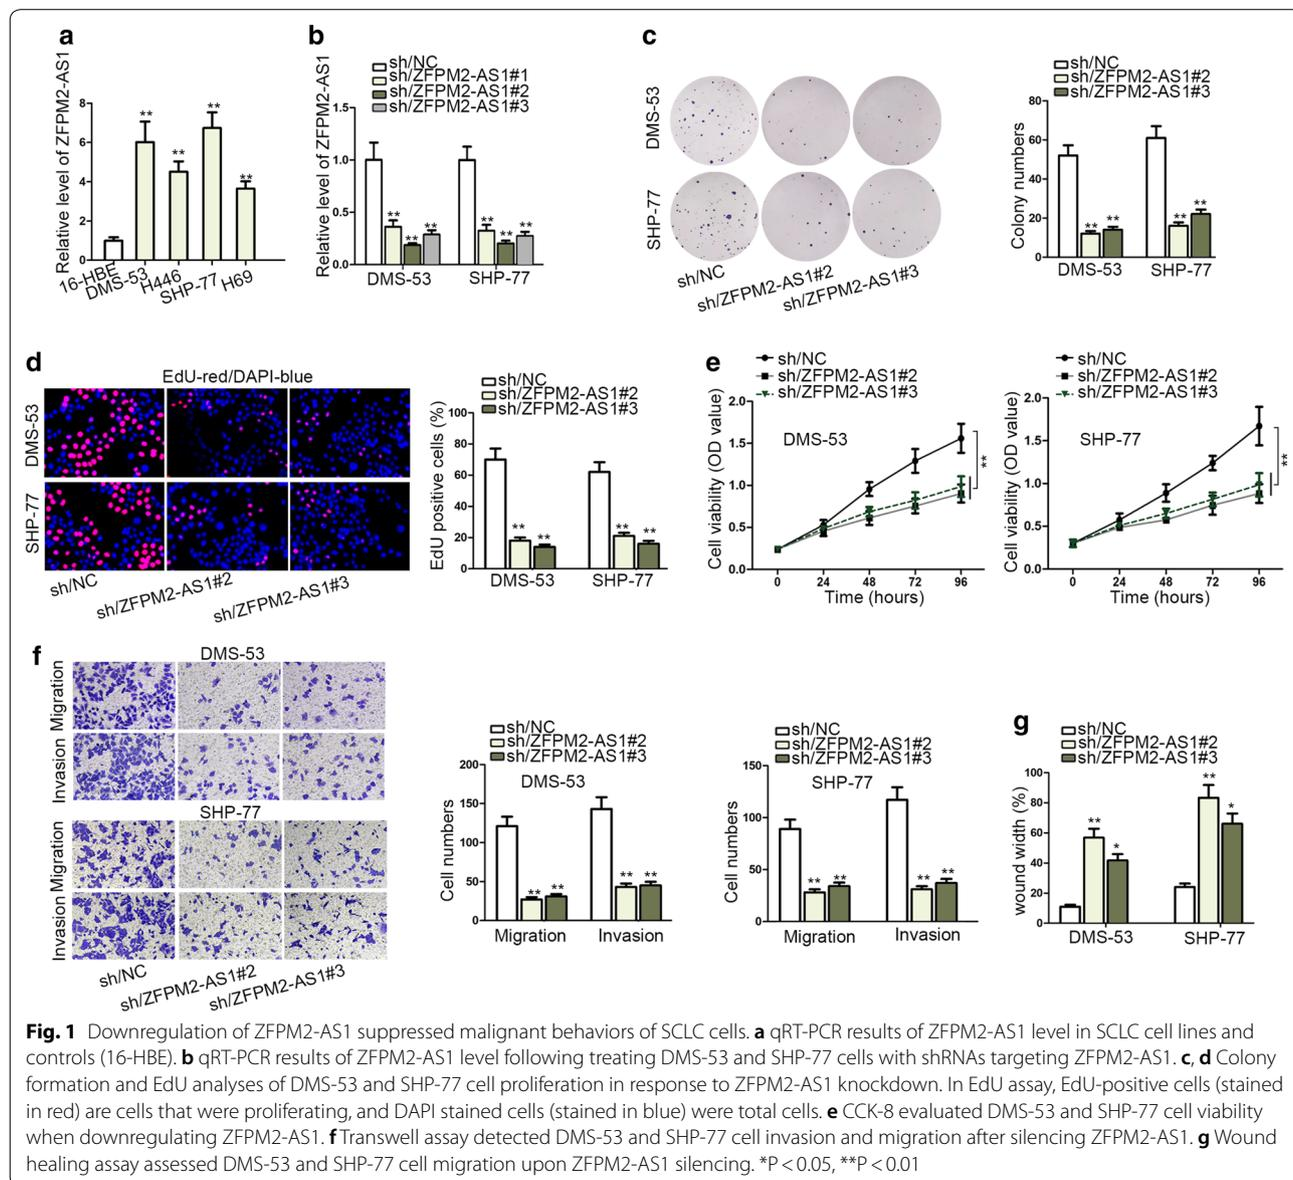 a
Relative level of ZFPM2-AS1
8
6
4
2
0
**
**
**
**
16-HBE
DMS-53
H446
SHP-77
H69
b
sh/NC
sh/ZFPM2-AS1#1
sh/ZFPM2-AS1#2
sh/ZFPM2-AS1#3
Relative level of ZFPM2-AS1
1.5
1.0
0.5
0.0
**
**
**
**
**
**
DMS-53
SHP-77
c
DMS-53
SHP-77
sh/NC
sh/ZFPM2-AS1#2
sh/ZFPM2-AS1#3
sh/NC
sh/ZFPM2-AS1#2
sh/ZFPM2-AS1#3
Colony numbers
80
60
40
20
0
**
**
**
**
DMS-53
SHP-77
d
EdU-red/DAPI-blue
DMS-53
SHP-77
sh/NC
sh/ZFPM2-AS1#2
sh/ZFPM2-AS1#3
sh/NC
sh/ZFPM2-AS1#2
sh/ZFPM2-AS1#3
EdU positive cells (%)
100
80
60
40
20
0
**
**
**
**
DMS-53
SHP-77
e
sh/NC
sh/ZFPM2-AS1#2
sh/ZFPM2-AS1#3
Cell viability (OD value)
2.0
1.5
1.0
0.5
0.0
DMS-53
**
0 24 48 72 96
Time (hours)
sh/NC
sh/ZFPM2-AS1#2
sh/ZFPM2-AS1#3
Cell viability (OD value)
2.0
1.5
1.0
0.5
0.0
SHP-77
**
0 24 48 72 96
Time (hours)
f
DMS-53
Migration
Invasion
SHP-77
Migration
Invasion
sh/NC
sh/ZFPM2-AS1#2
sh/ZFPM2-AS1#3
sh/NC
sh/ZFPM2-AS1#2
sh/ZFPM2-AS1#3
Cell numbers
200
150
100
50
0
DMS-53
**
**
**
**
Migration
Invasion
sh/NC
sh/ZFPM2-AS1#2
sh/ZFPM2-AS1#3
Cell numbers
150
100
50
0
SHP-77
**
**
**
**
Migration
Invasion
g
sh/NC
sh/ZFPM2-AS1#2
sh/ZFPM2-AS1#3
wound width (%)
100
80
60
40
20
0
**
*
**
*
DMS-53
SHP-77
Fig. 1 Downregulation of ZFPM2-AS1 suppressed malignant behaviors of SCLC cells. a qRT-PCR results of ZFPM2-AS1 level in SCLC cell lines and
controls (16-HBE). b qRT-PCR results of ZFPM2-AS1 level following treating DMS-53 and SHP-77 cells with shRNAs targeting ZFPM2-AS1. c, d Colony
formation and EdU analyses of DMS-53 and SHP-77 cell proliferation in response to ZFPM2-AS1 knockdown. In EdU assay, EdU-positive cells (stained
in red) are cells that were proliferating, and DAPI stained cells (stained in blue) were total cells. e CCK-8 evaluated DMS-53 and SHP-77 cell viability
when downregulating ZFPM2-AS1. f Transwell assay detected DMS-53 and SHP-77 cell invasion and migration after silencing ZFPM2-AS1. g Wound
healing assay assessed DMS-53 and SHP-77 cell migration upon ZFPM2-AS1 silencing. *P < 0.05, **P < 0.01